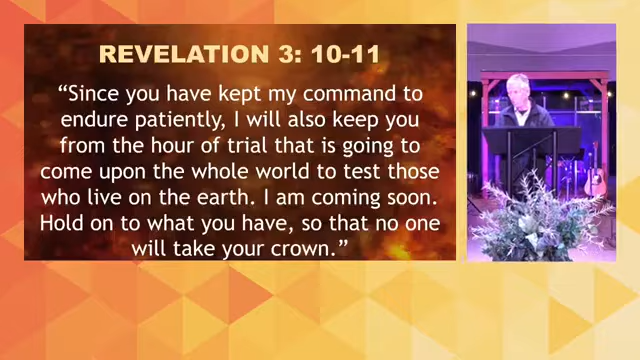 REVELATION 3: 10-11
“Since you have kept my command to
endure patiently, I will also keep you
from the hour of trial that is going to
come upon the whole world to test those
who live on the earth. I am coming soon.
Hold on to what you have, so that no one
will take your crown.”